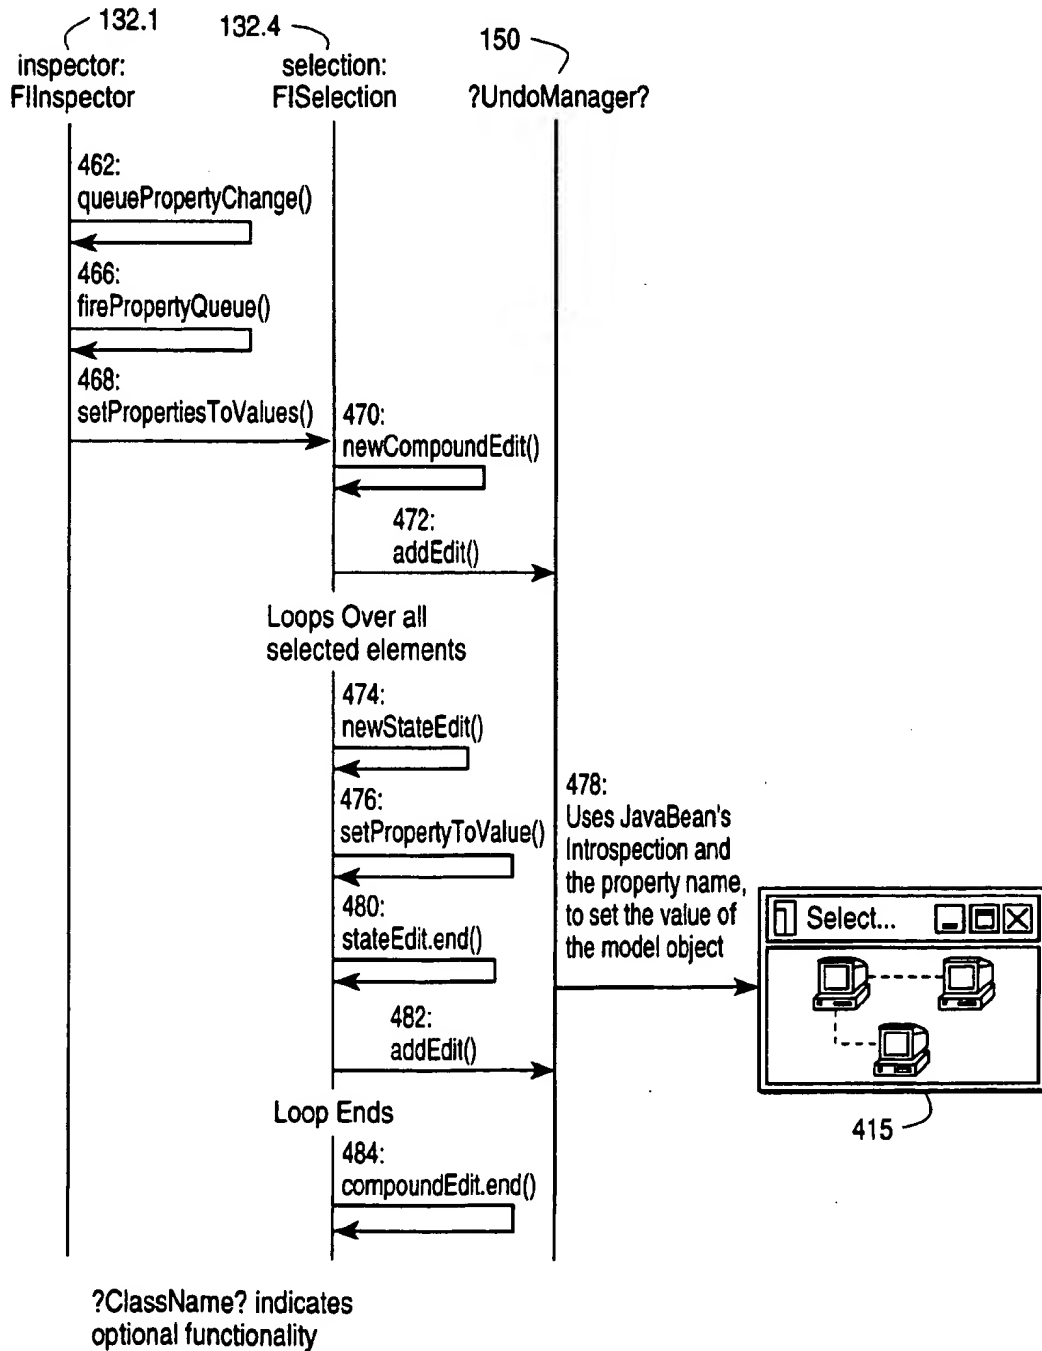 132.1
132.4
150
inspector:
FIInspector
selection:
FISelection
?UndoManager?
462:
queuePropertyChange()
466:
firePropertyQueue()
468:
setPropertiesToValues()
470:
newCompoundEdit()
472:
addEdit()
Loops Over all
selected elements
474:
newStateEdit()
476:
setPropertyToValue()
478:
Uses JavaBean's
Introspection and
the property name,
to set the value of
the model object
Select...
480:
stateEdit.end()
482:
addEdit()
415
Loop Ends
484:
compoundEdit.end()
?ClassName? indicates
optional functionality